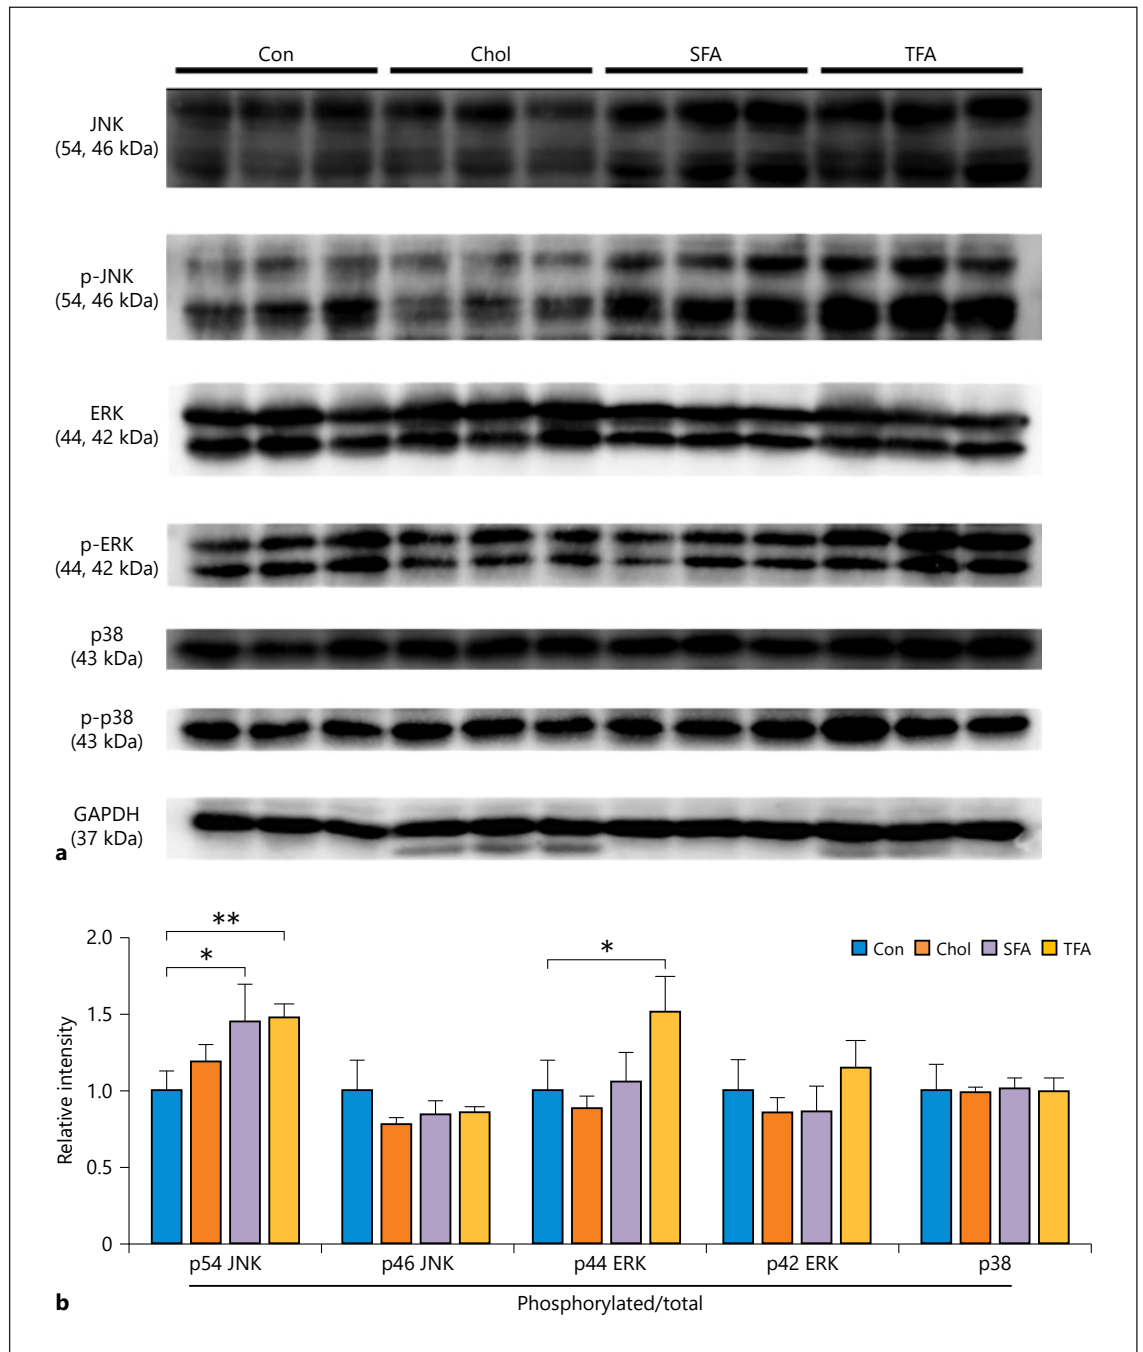 Con Chol SFA TFA
JNK
(54, 46 kDa)
p-JNK
(54, 46 kDa)
ERK
(44, 42 kDa)
p-ERK
(44, 42 kDa)
p38
(43 kDa)
p-p38
(43 kDa)
GAPDH
(37 kDa)
a
**
*
*
Con Chol SFA TFA
2.0
1.5
1.0
0.5
0
Relative intensity
p54 JNK p46 JNK p44 ERK p42 ERK p38
Phosphorylated/total
b